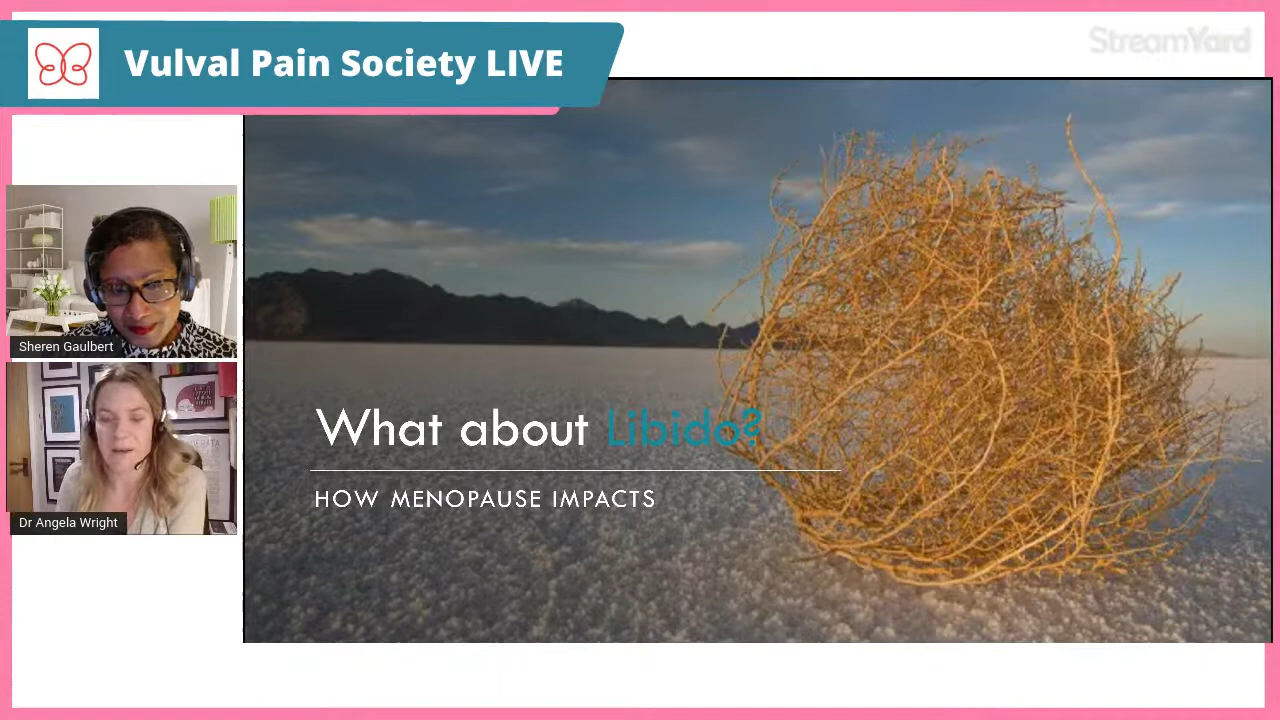 Vulval Pain Society LIVE
StreamYard
Sheren Gaulbert
Dr Angela Wright
What about Libido?
HOW MENOPAUSE IMPACTS